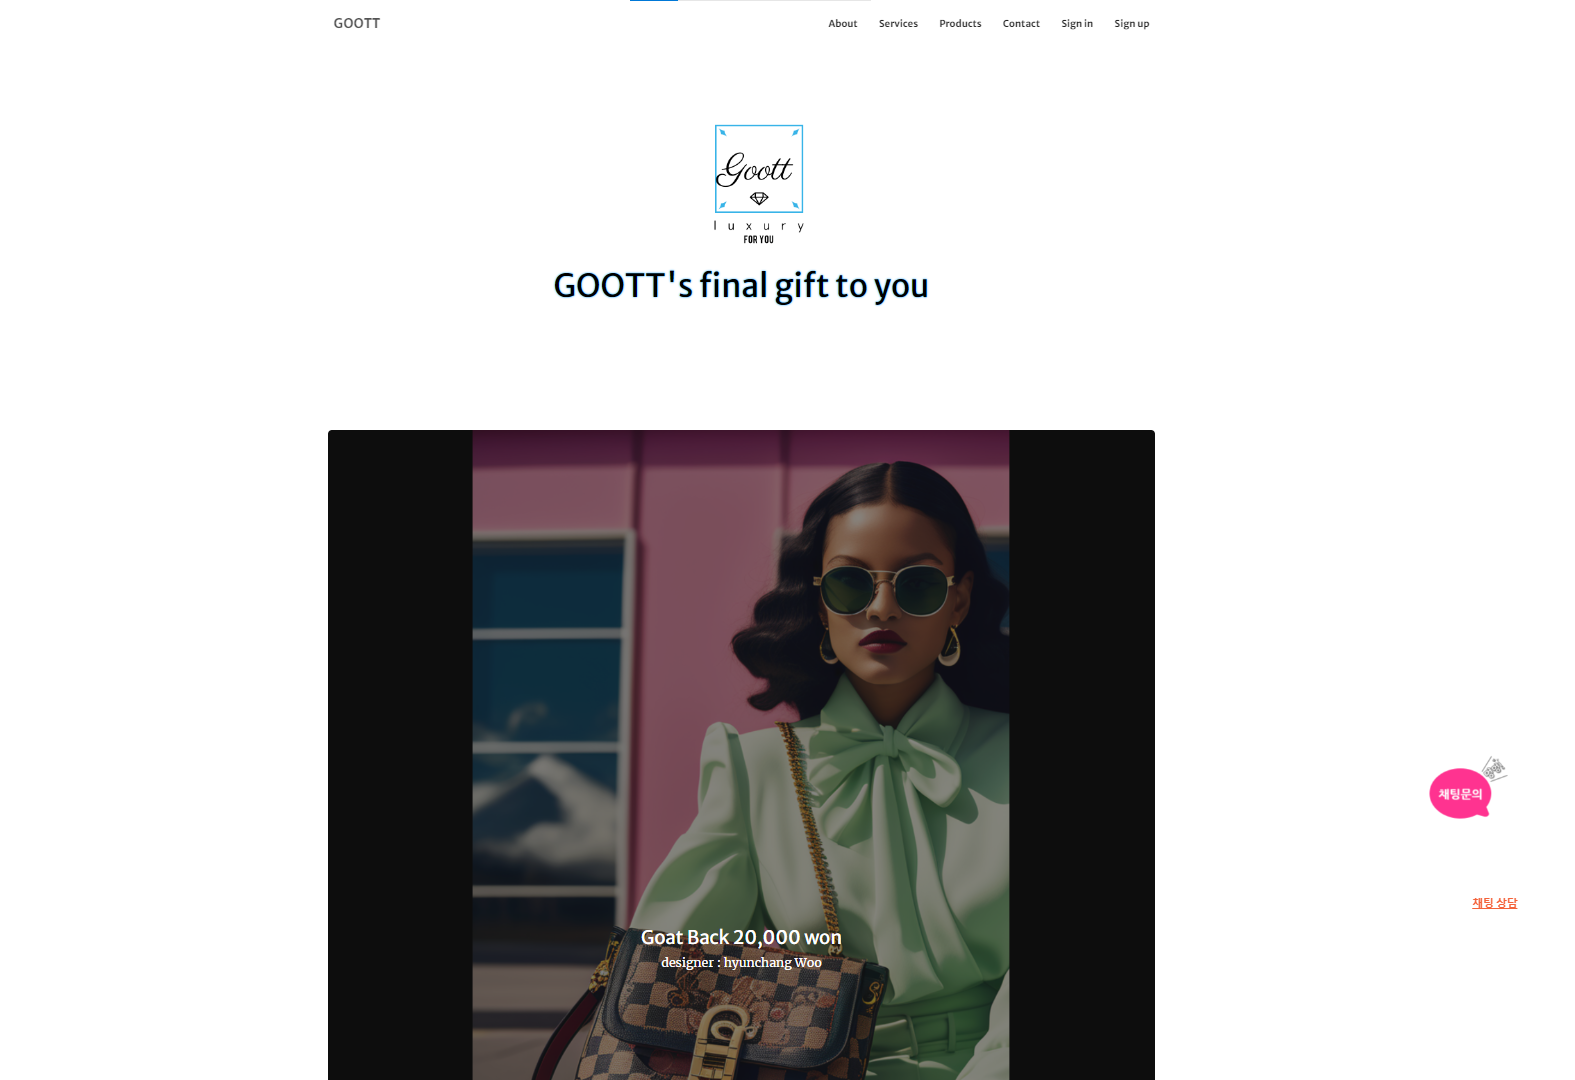 GOOTT
About Services Products Contact Sign in Sign up
Goott
luxury
FOR YOU
GOOTT's final gift to you
채팅문의
채팅 상담
Goat Back 20,000 won
designer : hyunchang Woo